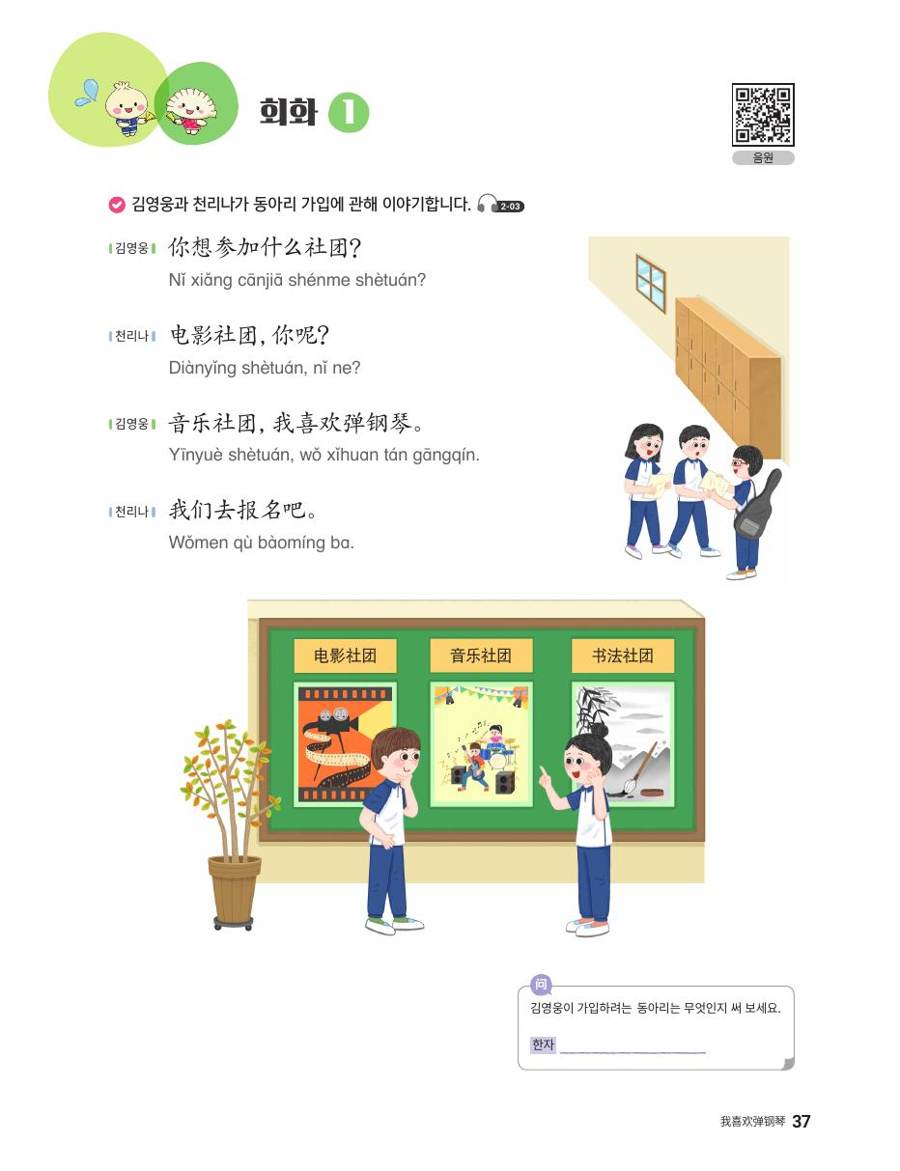 회화 1
음원
김영웅과 천리나가 동아리 가입에 관해 이야기합니다. 2-03
김영웅 你想参加什么社团?
Nǐ xiǎng cānjiā shénme shètuán?
천리나 电影社团, 你呢?
Diànyǐng shètuán, nǐ ne?
김영웅 音乐社团, 我喜欢弹钢琴。
Yīnyuè shètuán, wǒ xǐhuan tán gāngqín.
천리나 我们去报名吧。
Wǒmen qù bàomíng ba.
电影社团 音乐社团 书法社团
问
김영웅이 가입하려는 동아리는 무엇인지 써 보세요.
한자
我喜欢弹钢琴 37